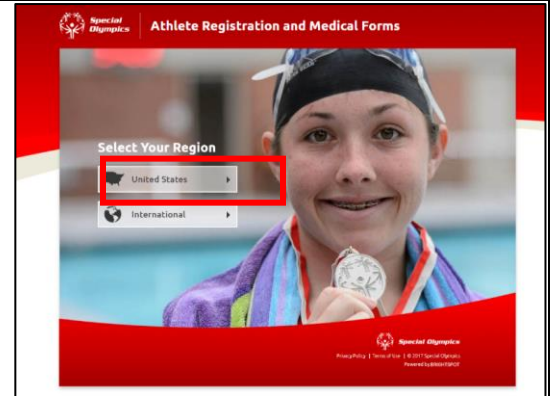 Special
Olympics
Athlete Registration and Medical Forms
Select Your Region
United States
International
Special Olympics
Privacy Policy | Terms of Use | © 2017 Special Olympics
Powered by BRIGHTSPOT